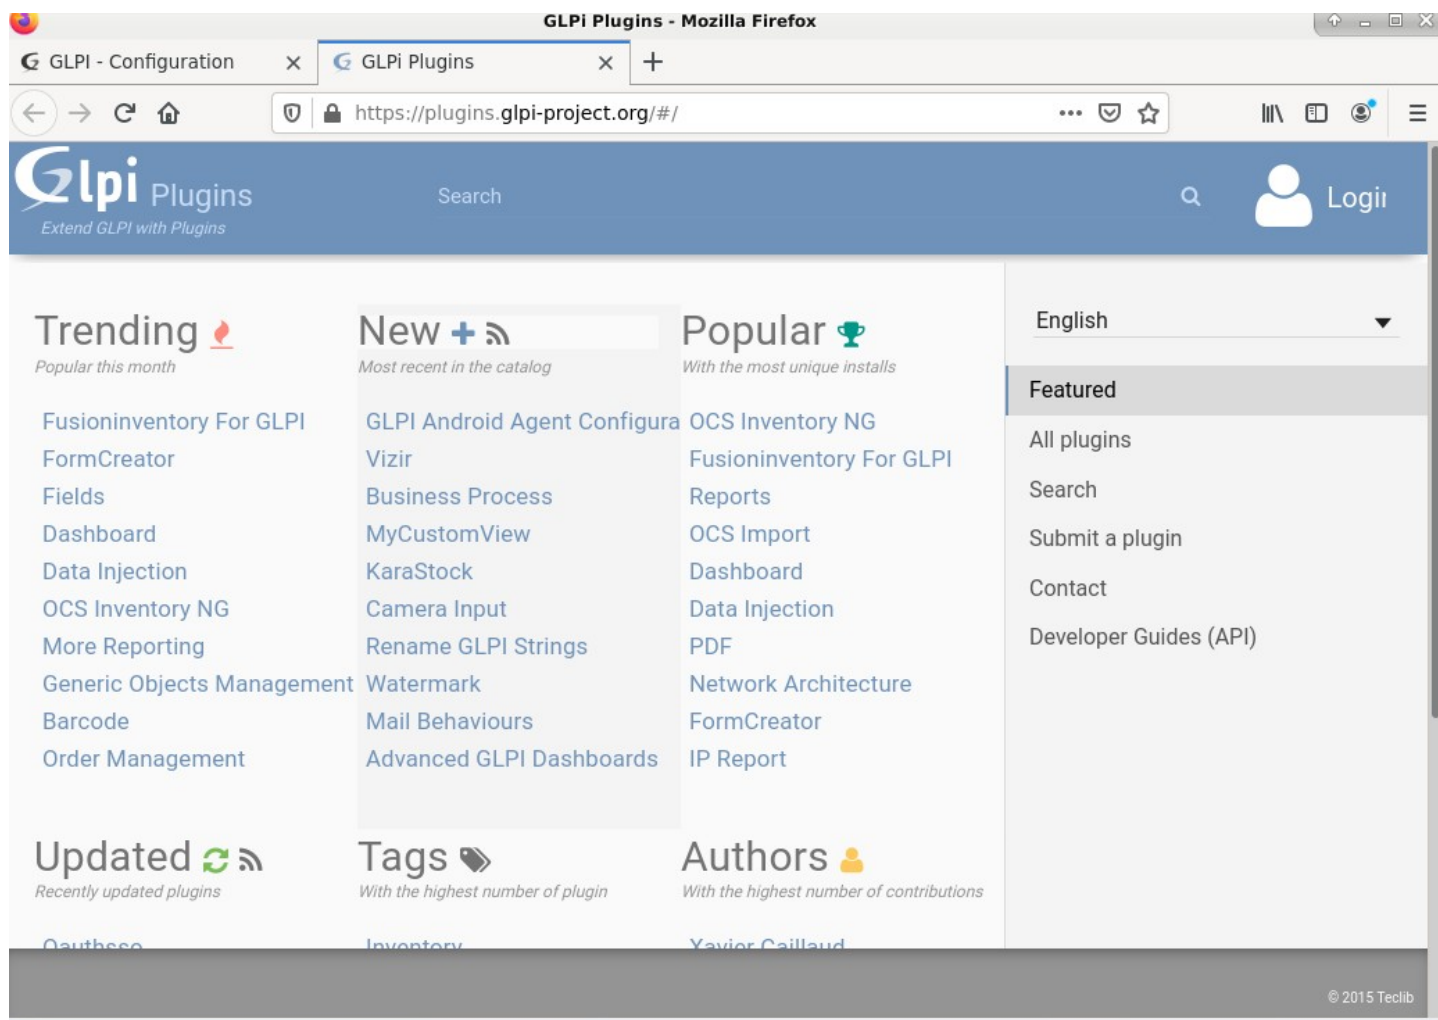 GLPi Plugins - Mozilla Firefox
GLPI - Configuration
GLPi Plugins
https://plugins.glpi-project.org/#/
Glpi Plugins
Extend GLPI with Plugins
Search
Login
Trending
Popular this month
Fusioninventory For GLPI
FormCreator
Fields
Dashboard
Data Injection
OCS Inventory NG
More Reporting
Generic Objects Management
Barcode
Order Management
New
Most recent in the catalog
GLPI Android Agent Configura
Vizir
Business Process
MyCustomView
KaraStock
Camera Input
Rename GLPI Strings
Watermark
Mail Behaviours
Advanced GLPI Dashboards
Popular
With the most unique installs
OCS Inventory NG
Fusioninventory For GLPI
Reports
OCS Import
Dashboard
Data Injection
PDF
Network Architecture
FormCreator
IP Report
Updated
Recently updated plugins
Oauthsso
Tags
With the highest number of plugin
Inventory
Authors
With the highest number of contributions
Xavier Caillaud
English
Featured
All plugins
Search
Submit a plugin
Contact
Developer Guides (API)
© 2015 Teclib